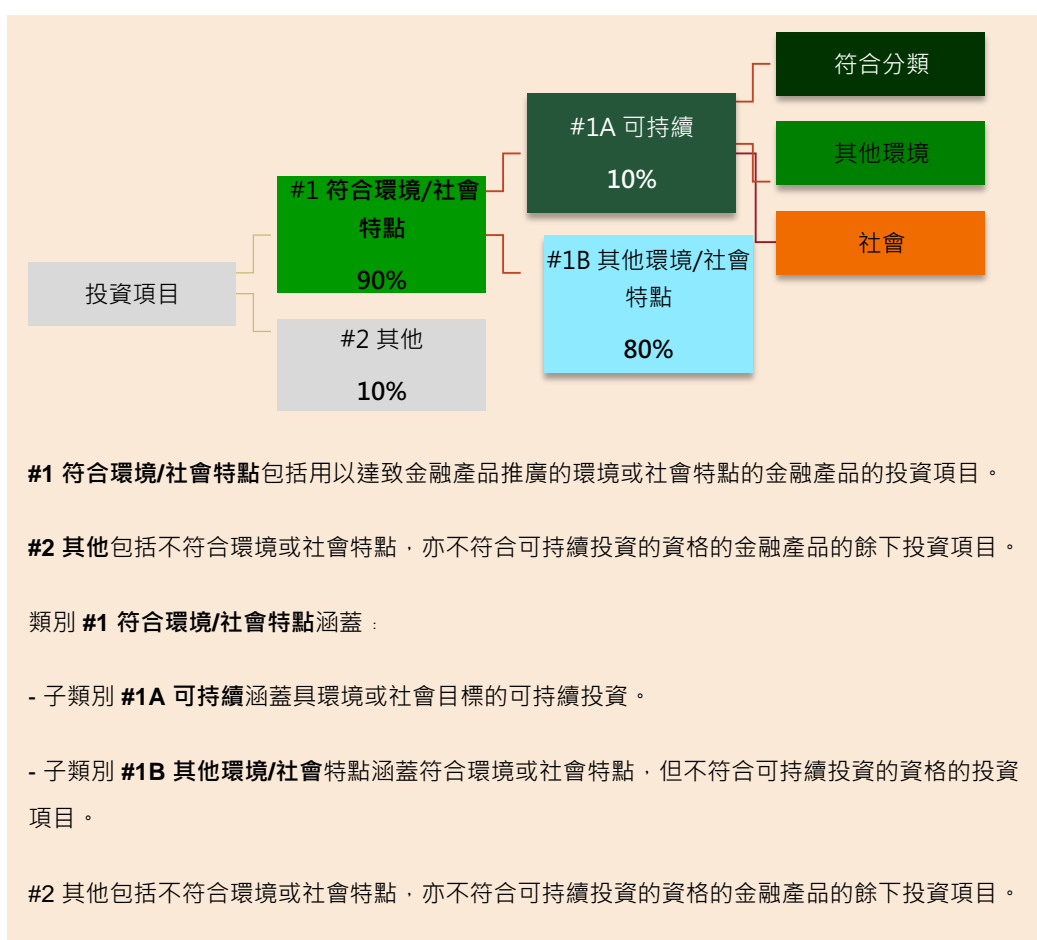 符合分類
#1A 可持續
10%
其他環境
#1 符合環境/社會
特點
90%
社會
#1B 其他環境/社會
特點
80%
投資項目
#2 其他
10%
#1 符合環境/社會特點包括用以達致金融產品推廣的環境或社會特點的金融產品的投資項目。
#2 其他包括不符合環境或社會特點，亦不符合可持續投資的資格的金融產品的餘下投資項目。
類別 #1 符合環境/社會特點涵蓋：
- 子類別 #1A 可持續涵蓋具環境或社會目標的可持續投資。
- 子類別 #1B 其他環境/社會特點涵蓋符合環境或社會特點，但不符合可持續投資的資格的投資
項目。
#2 其他包括不符合環境或社會特點，亦不符合可持續投資的資格的金融產品的餘下投資項目。